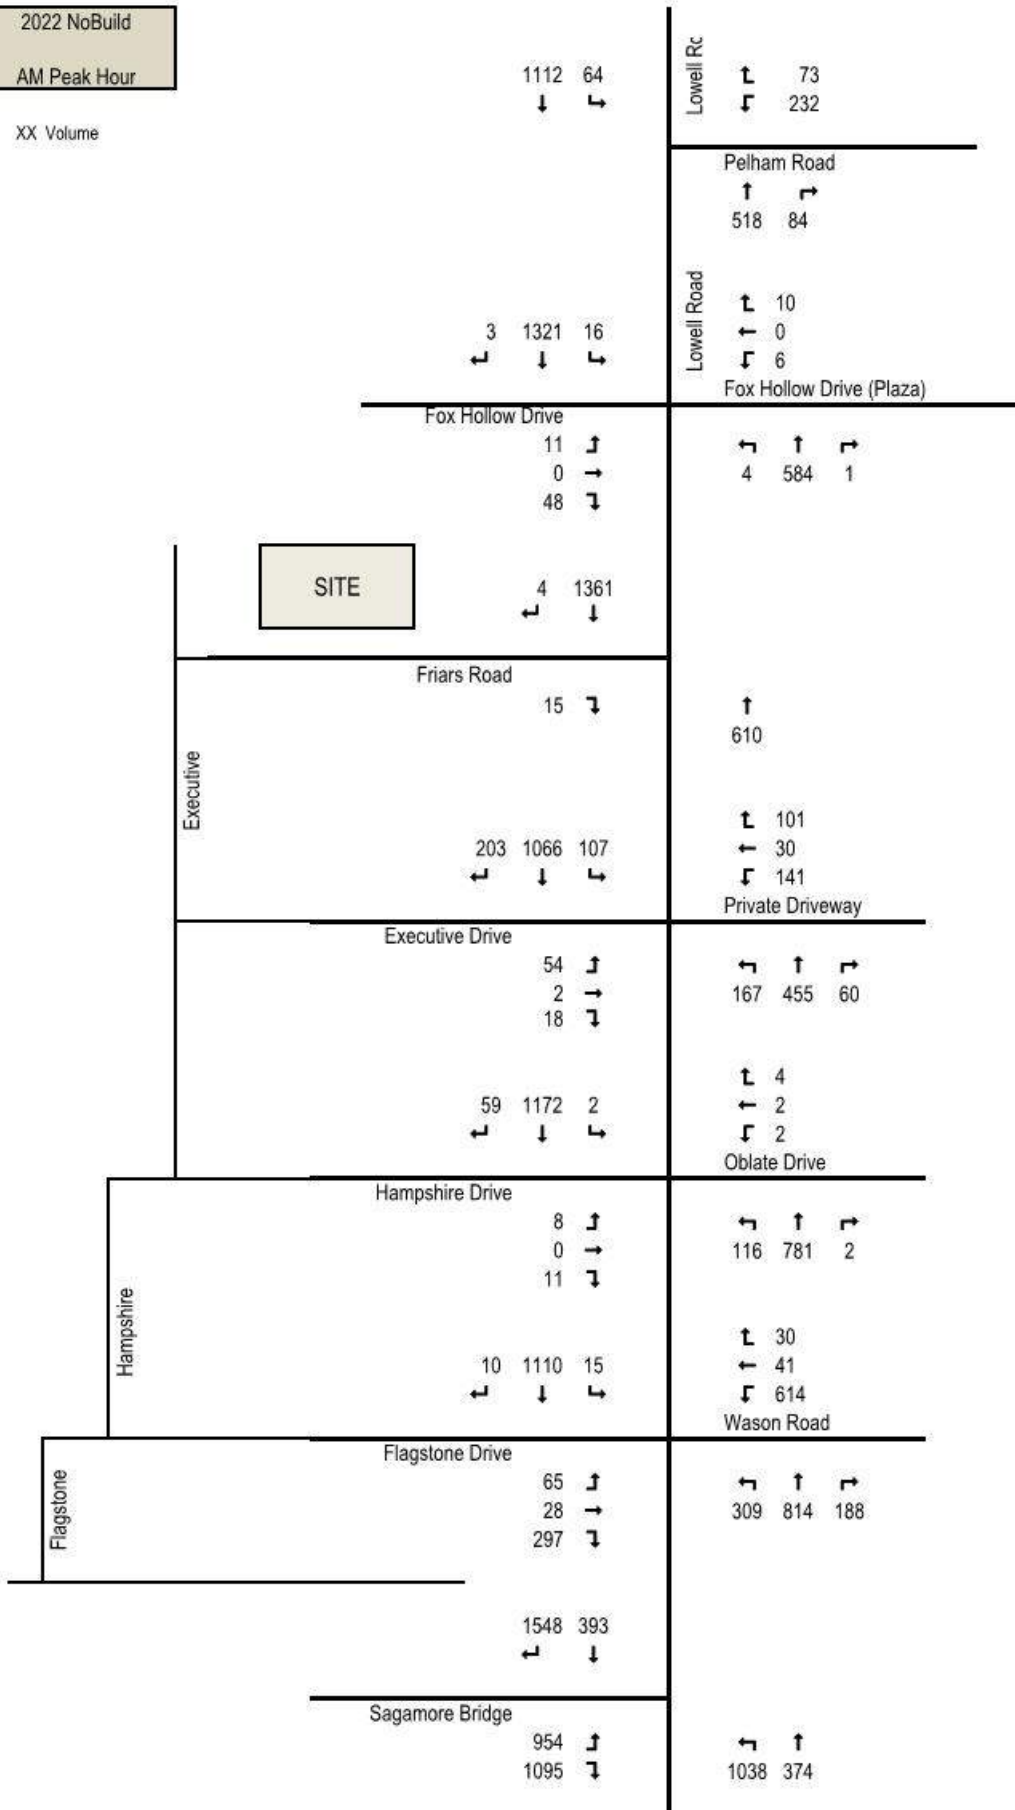 2022 NoBuild
AM Peak Hour
XX Volume
1112 64
Lowell Rc
73
232
Pelham Road
518 84
Lowell Road
10
3 1321 16
0
6
Fox Hollow Drive (Plaza)
Fox Hollow Drive
11
0
48
4 584 1
SITE
4 1361
Friars Road
15
610
Executive
101
203 1066 107
30
141
Private Driveway
Executive Drive
54
2
18
167 455 60
4
59 1172 2
2
2
Oblate Drive
Hampshire Drive
8
0
11
116 781 2
Hampshire
30
10 1110 15
41
614
Wason Road
Flagstone Drive
65
28
297
309 814 188
Flagstone
1548 393
Sagamore Bridge
954
1095
1038 374